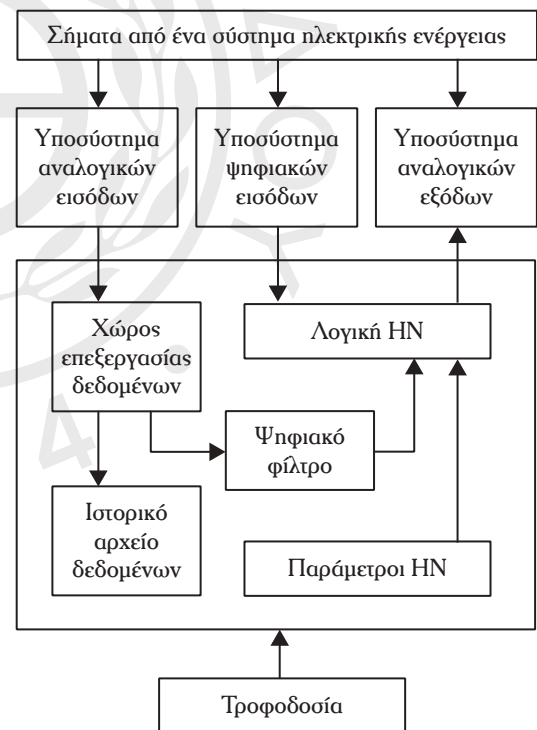 Σήματα από ένα σύστημα ηλεκτρικής ενέργειας
Υποσύστημα
αναλογικών
εισόδων
Υποσύστημα
ψηφιακών
εισόδων
Υποσύστημα
αναλογικών
εξόδων
Χώρος
επεξεργασίας
δεδομένων
Λογική ΗΝ
Ψηφιακό
φίλτρο
Ιστορικό
αρχείο
δεδομένων
Παράμετροι ΗΝ
Τροφοδοσία